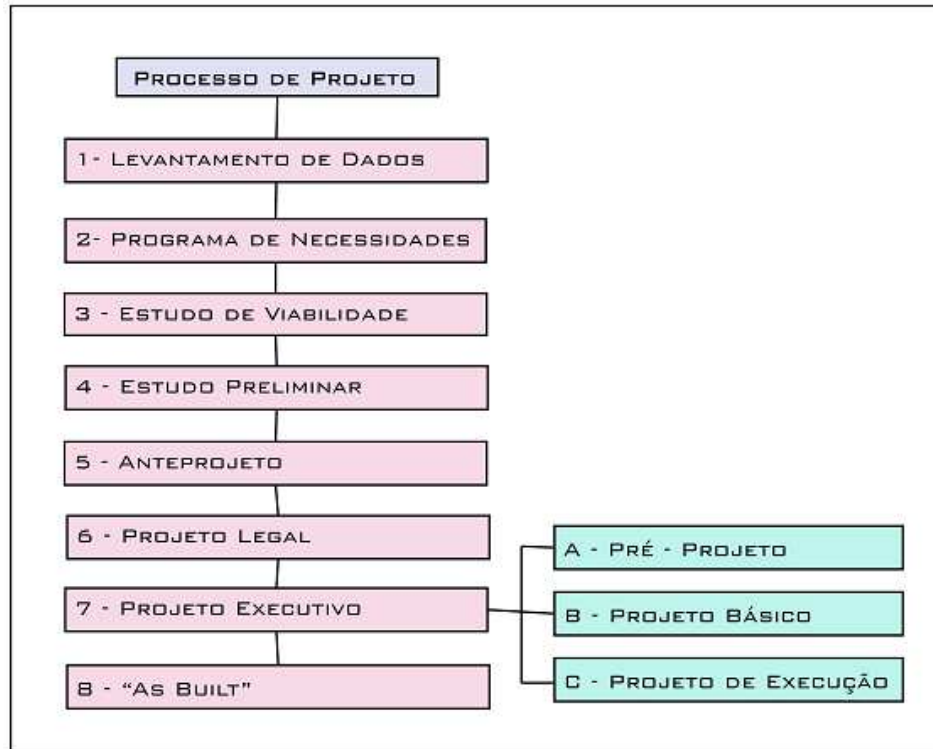 PROCESSO DE PROJETO
1- LEVANTAMENTO DE DADOS
2- PROGRAMA DE NECESSIDADES
3 - ESTUDO DE VIABILIDADE
4 - ESTUDO PRELIMINAR
5 - ANTEPROJETO
6 - PROJETO LEGAL
7 - PROJETO EXECUTIVO
8 - “AS BUILT”
A - PRÉ - PROJETO
B - PROJETO BÁSICO
C - PROJETO DE EXECUÇÃO